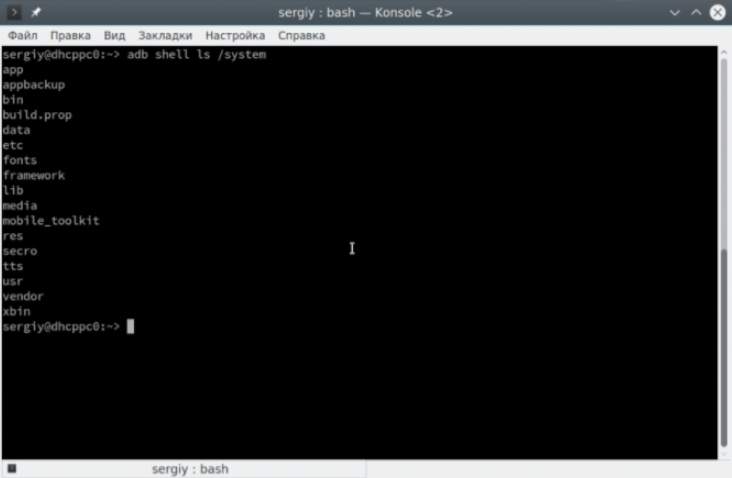 sergiy : bash — Konsole <2>
Файл Правка Вид Закладки Настройка Справка
sergiy@dhcppc0:~> adb shell ls /system
app
appbackup
bin
build.prop
data
etc
fonts
framework
lib
media
mobile_toolkit
res
secro
tts
usr
vendor
xbin
sergiy@dhcppc0:~>
sergiy : bash